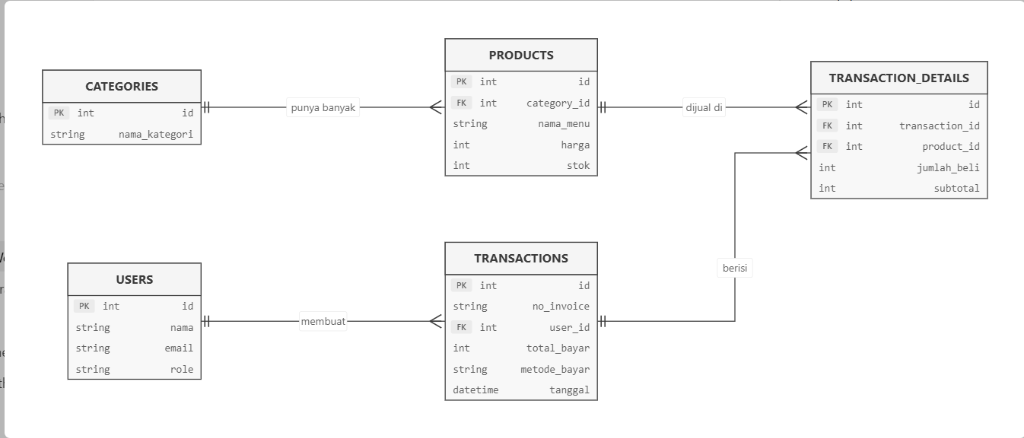 CATEGORIES
PK int id
string nama_kategori
punya banyak
PRODUCTS
PK int id
FK int category_id
string nama_menu
int harga
int stok
dijual di
TRANSACTION_DETAILS
PK int id
FK int transaction_id
FK int product_id
int jumlah_beli
int subtotal
USERS
PK int id
string nama
string email
string role
membuat
TRANSACTIONS
PK int id
string no_invoice
FK int user_id
int total_bayar
string metode_bayar
datetime tanggal
berisi